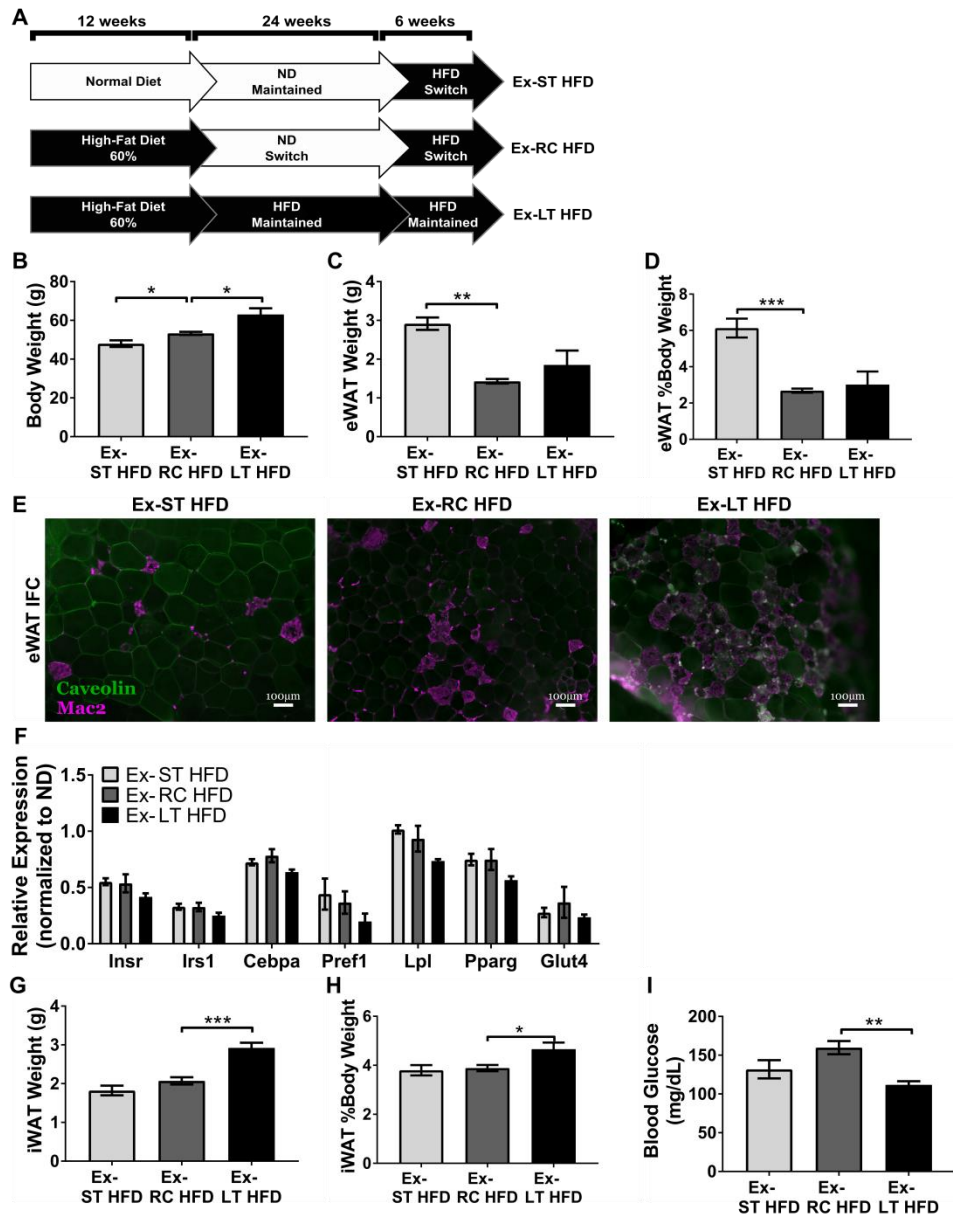 A
12 weeks 24 weeks 6 weeks
Normal Diet
ND
Maintained
HFD
Switch
Ex-ST HFD
High-Fat Diet
60%
ND
Switch
HFD
Switch
Ex-RC HFD
High-Fat Diet
60%
HFD
Maintained
HFD
Maintained
Ex-LT HFD
B
Body Weight (g)
80
60
40
20
0
* *
Ex-
ST HFD
Ex-
RC HFD
Ex-
LT HFD
C
eWAT Weight (g)
4
3
2
1
0
**
Ex-
ST HFD
Ex-
RC HFD
Ex-
LT HFD
D
eWAT %Body Weight
8
6
4
2
0
***
Ex-
ST HFD
Ex-
RC HFD
Ex-
LT HFD
E
Ex-ST HFD Ex-RC HFD Ex-LT HFD
eWAT IFC
Caveolin
Mac2
100µm
100µm
100µm
F
Relative Expression
(normalized to ND)
1.5
1.0
0.5
0.0
Ex- ST HFD
Ex- RC HFD
Ex- LT HFD
Insr Irs1 Cebpa Pref1 Lpl Pparg Glut4
G
iWAT Weight (g)
4
3
2
1
0
***
Ex-
ST HFD
Ex-
RC HFD
Ex-
LT HFD
H
iWAT %Body Weight
6
4
2
0
*
Ex-
ST HFD
Ex-
RC HFD
Ex-
LT HFD
I
Blood Glucose
(mg/dL)
200
150
100
50
0
**
Ex-
ST HFD
Ex-
RC HFD
Ex-
LT HFD